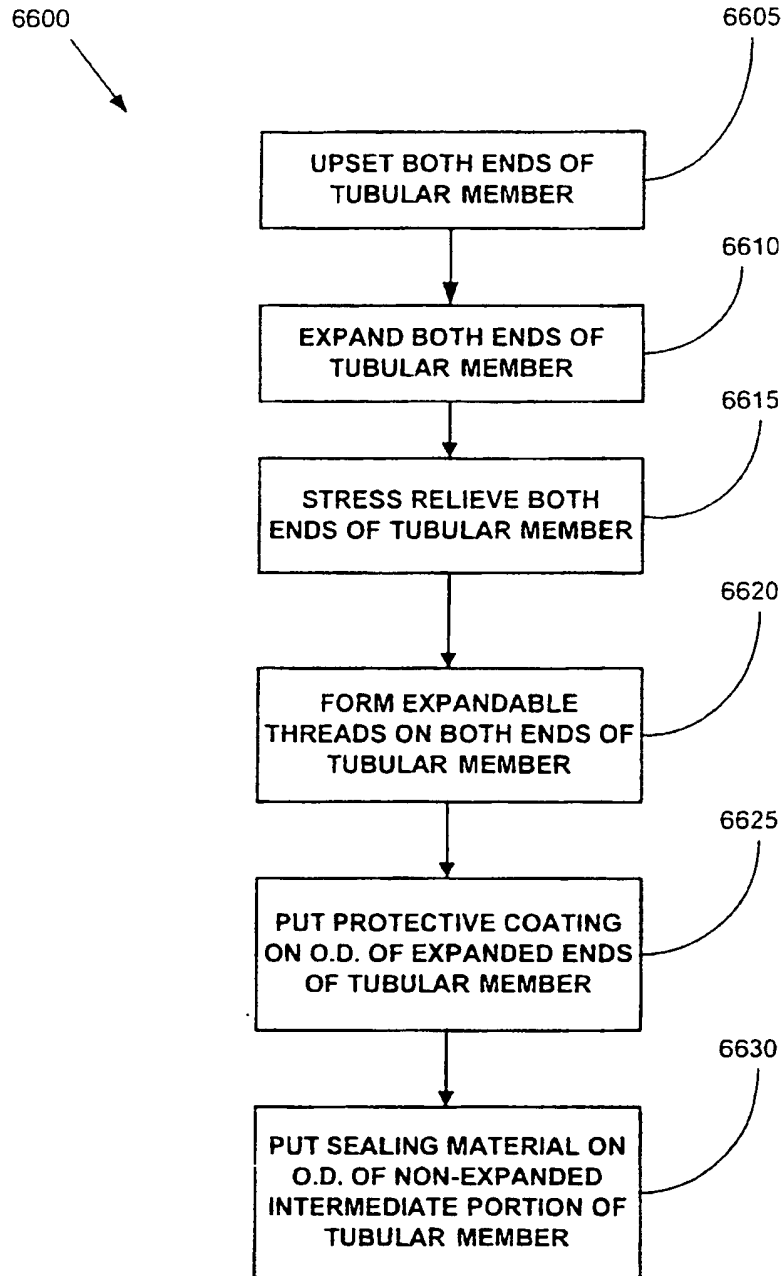 6600
6605
UPSET BOTH ENDS OF
TUBULAR MEMBER
6610
EXPAND BOTH ENDS OF
TUBULAR MEMBER
6615
STRESS RELIEVE BOTH
ENDS OF TUBULAR MEMBER
6620
FORM EXPANDABLE
THREADS ON BOTH ENDS OF
TUBULAR MEMBER
6625
PUT PROTECTIVE COATING
ON O.D. OF EXPANDED ENDS
OF TUBULAR MEMBER
6630
PUT SEALING MATERIAL ON
O.D. OF NON-EXPANDED
INTERMEDIATE PORTION OF
TUBULAR MEMBER